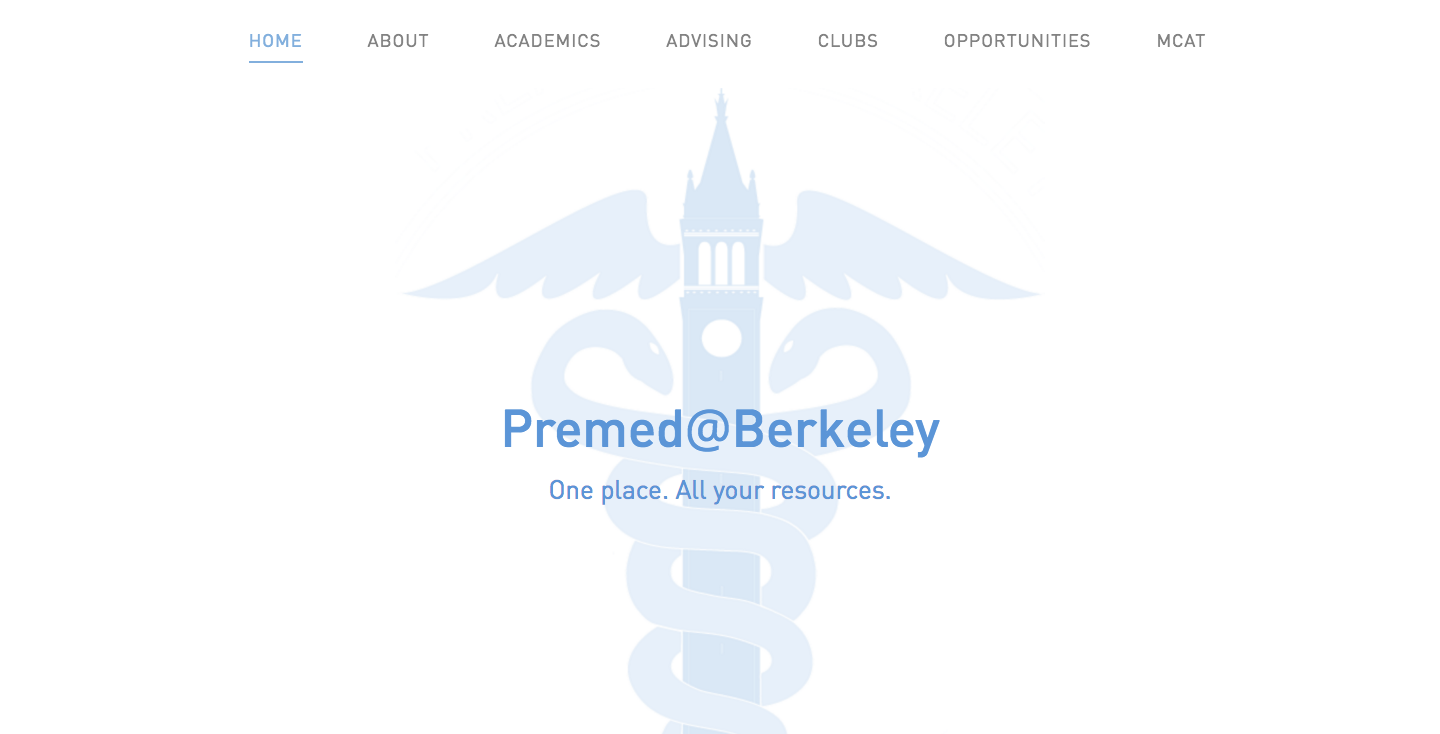 HOME ABOUT ACADEMICS ADVISING CLUBS OPPORTUNITIES MCAT
Premed@Berkeley
One place. All your resources.